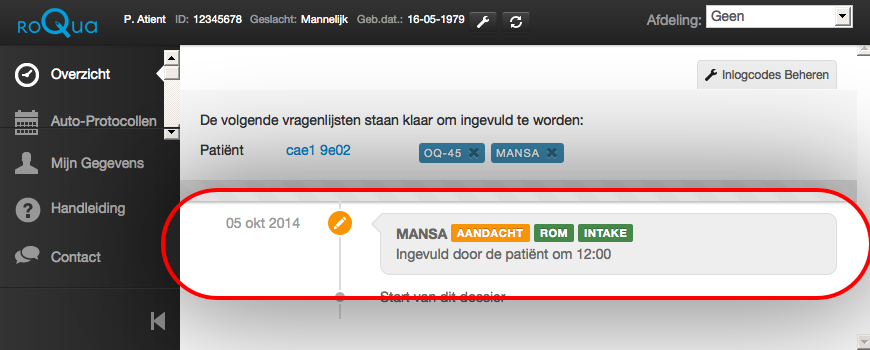 roQua
P. Atient ID: 12345678 Geslacht: Mannelijk Geb.dat.: 16-05-1979
Afdeling: Geen
Overzicht
Auto-Protocollen
Mijn Gegevens
Handleiding
Contact
Inlogcodes Beheren
De volgende vragenlijsten staan klaar om ingevuld te worden:
Patiënt cae1 9e02 OQ-45 MANSA
05 okt 2014
MANSA AANDACHT ROM INTAKE
Ingevuld door de patiënt om 12:00
Start van dit dossier